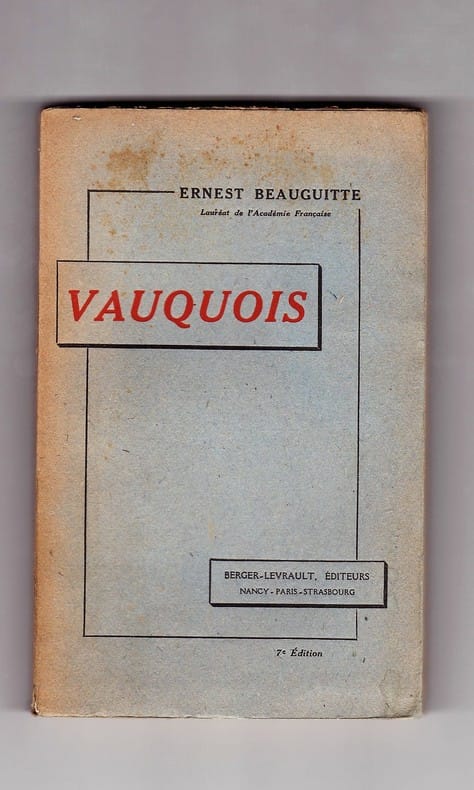 ERNEST BEAUGUITTE
Lauréat de l'Académie Française
VAUQUOIS
BERGER-LEVRAULT, ÉDITEURS
NANCY - PARIS - STRASBOURG
7e Édition